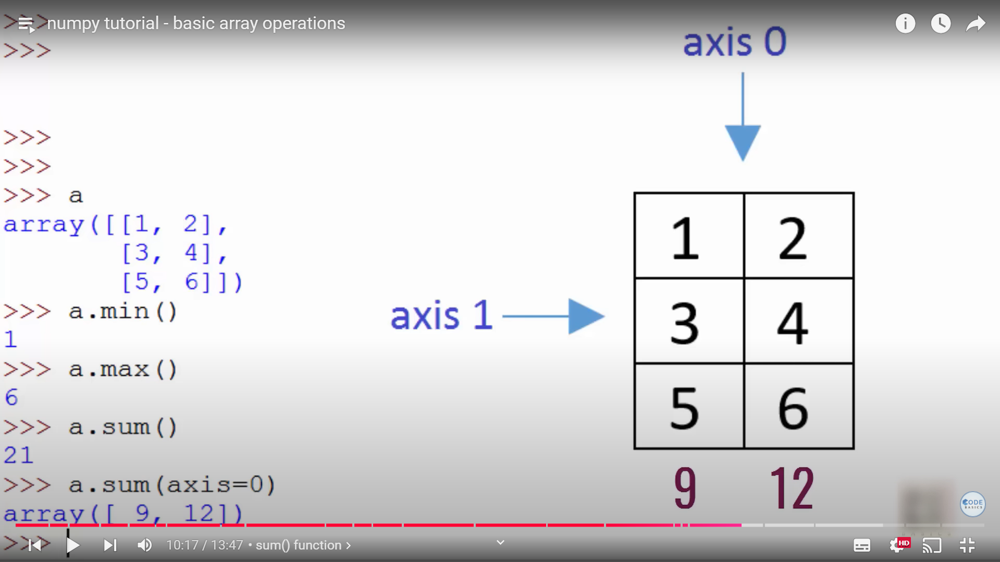 numpy tutorial - basic array operations
>>>
>>>
axis 0
>>>
>>>
>>> a
array([[1, 2],
[3, 4],
[5, 6]])
>>> a.min()
1
>>> a.max()
6
>>> a.sum()
21
>>> a.sum(axis=0)
array([ 9, 12])
>>>
axis 1
1 2
3 4
5 6
9 12
CODE
BASICS
10:17 / 13:47 • sum() function >
HD